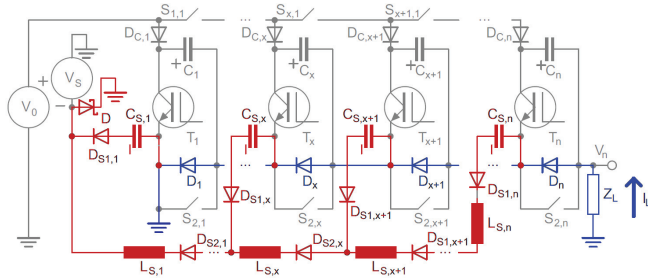 S1,1 Sx,1 ... Sx+1,1 ...
DC,1 DC,x DC,x+1 DC,n
+ C1 + Cx + Cx+1 + Cn
VS
+ −
V0
D CS,1 T1 CS,x Tx CS,x+1 Tx+1 CS,n Tn
DS1,1 D1 ... Dx Dx+1 ... Dn Vn
DS1,x DS1,x+1 DS1,n ZL IL
S2,1 ... S2,x S2,x+1 ... S2,n
DS2,1 DS2,x DS1,x+1 LS,n
LS,1 LS,x LS,x+1